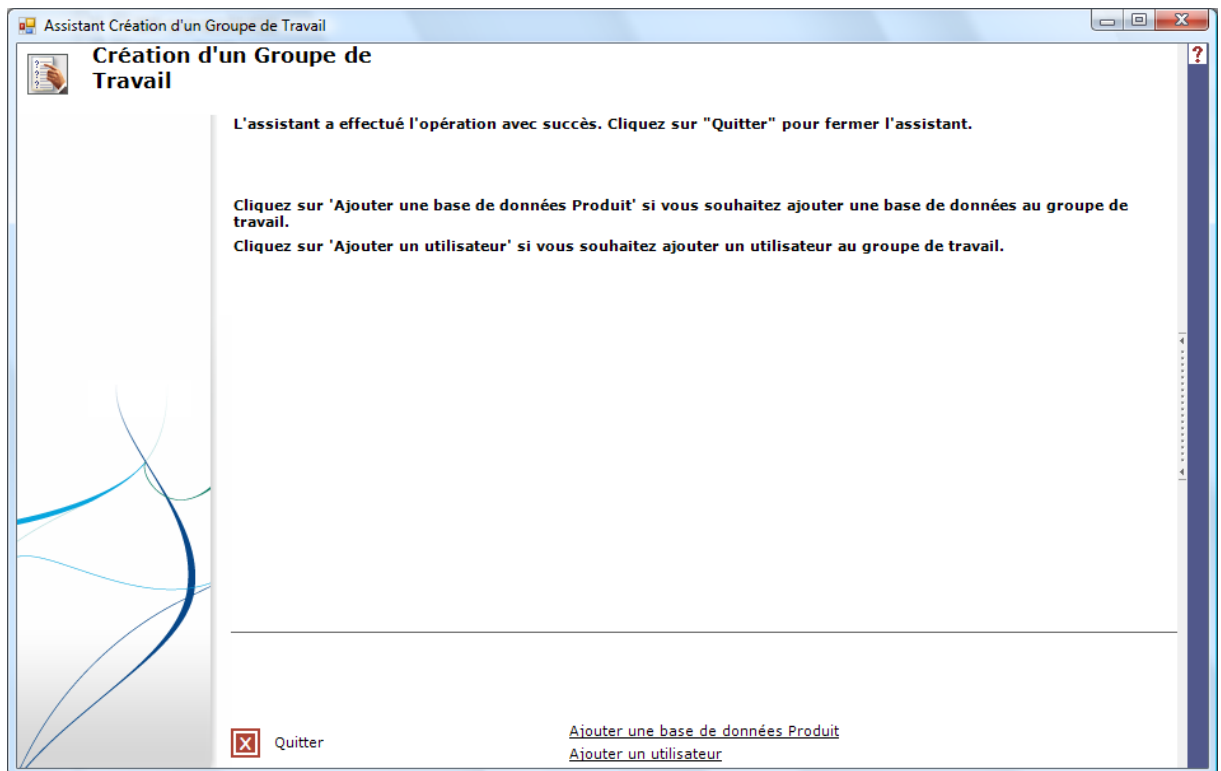 Assistant Création d'un Groupe de Travail
Création d'un Groupe de
Travail
?
L'assistant a effectué l'opération avec succès. Cliquez sur "Quitter" pour fermer l'assistant.
Cliquez sur 'Ajouter une base de données Produit' si vous souhaitez ajouter une base de données au groupe de
travail.
Cliquez sur 'Ajouter un utilisateur' si vous souhaitez ajouter un utilisateur au groupe de travail.
Quitter
Ajouter une base de données Produit
Ajouter un utilisateur